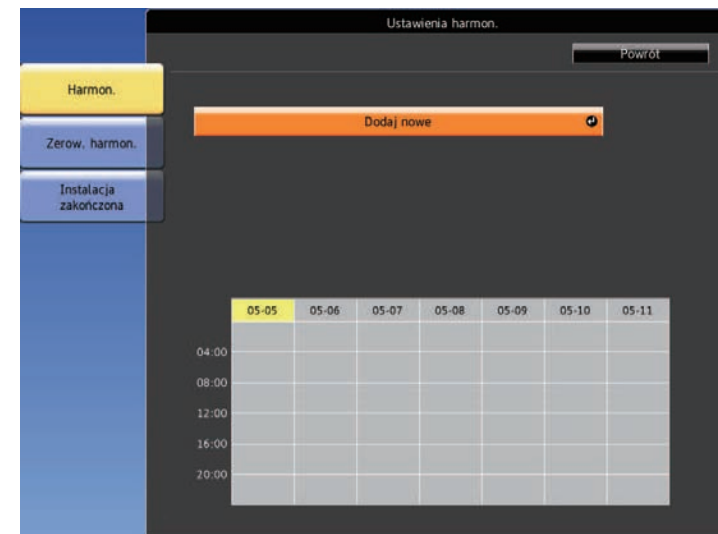 Ustawienia harmon.
Powrót
Harmon.
Dodaj nowe
Zerow. harmon.
Instalacja
zakończona
05-05 05-06 05-07 05-08 05-09 05-10 05-11
04:00
08:00
12:00
16:00
20:00